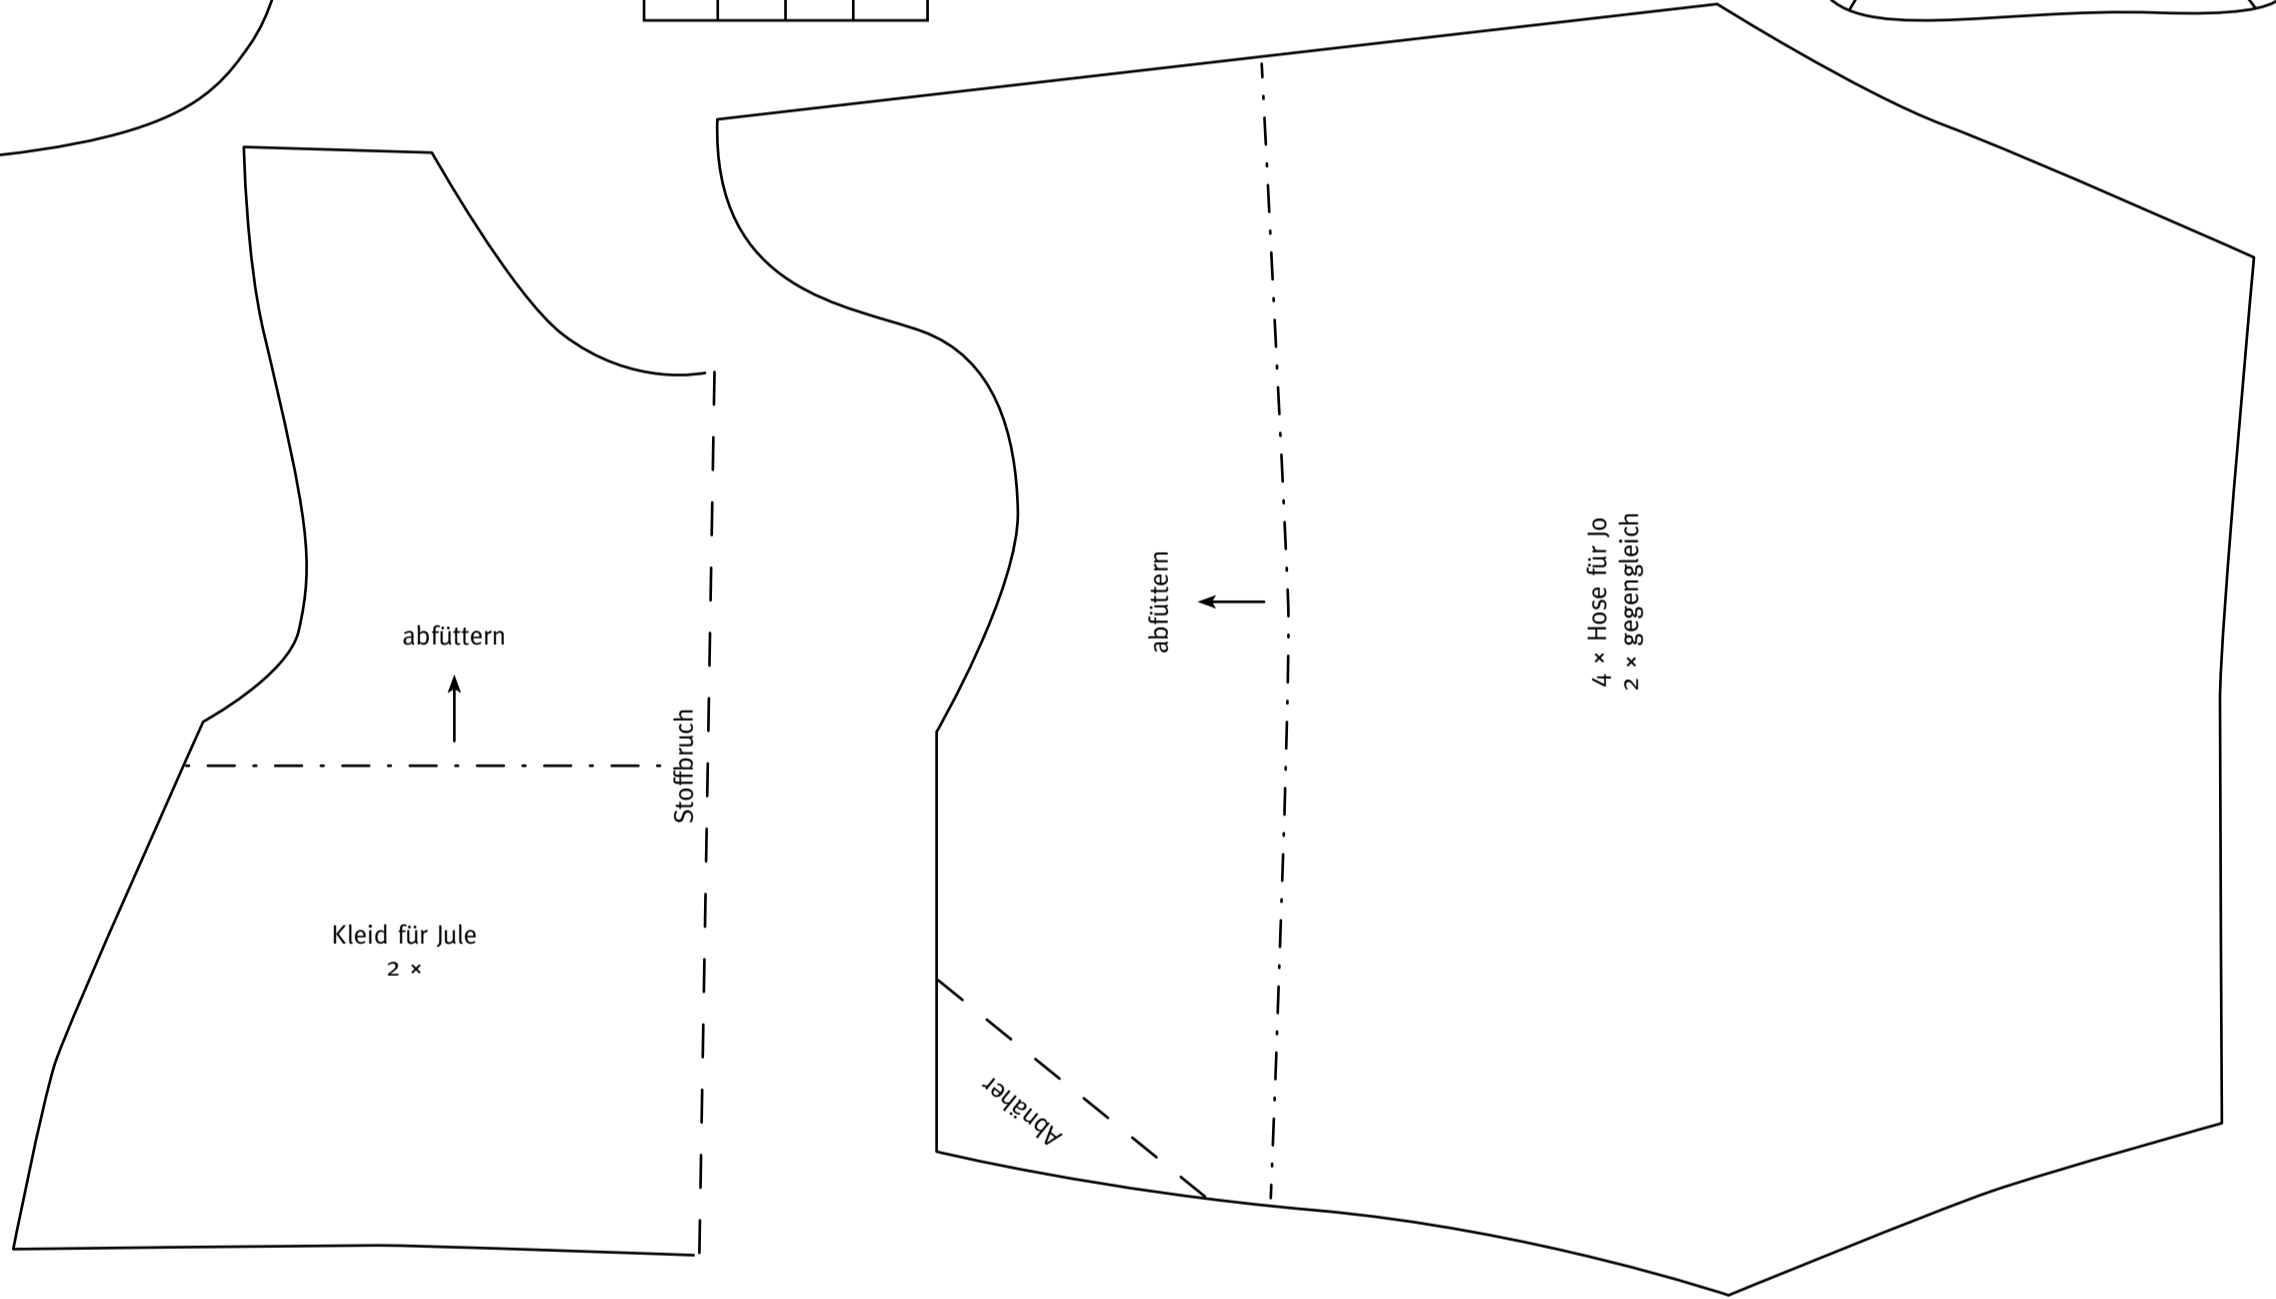 abfüttern
Stoffbruch
Kleid für Jule
2 ×
abfüttern
4 × Hose für Jo
2 × gegengleich
Abnäher